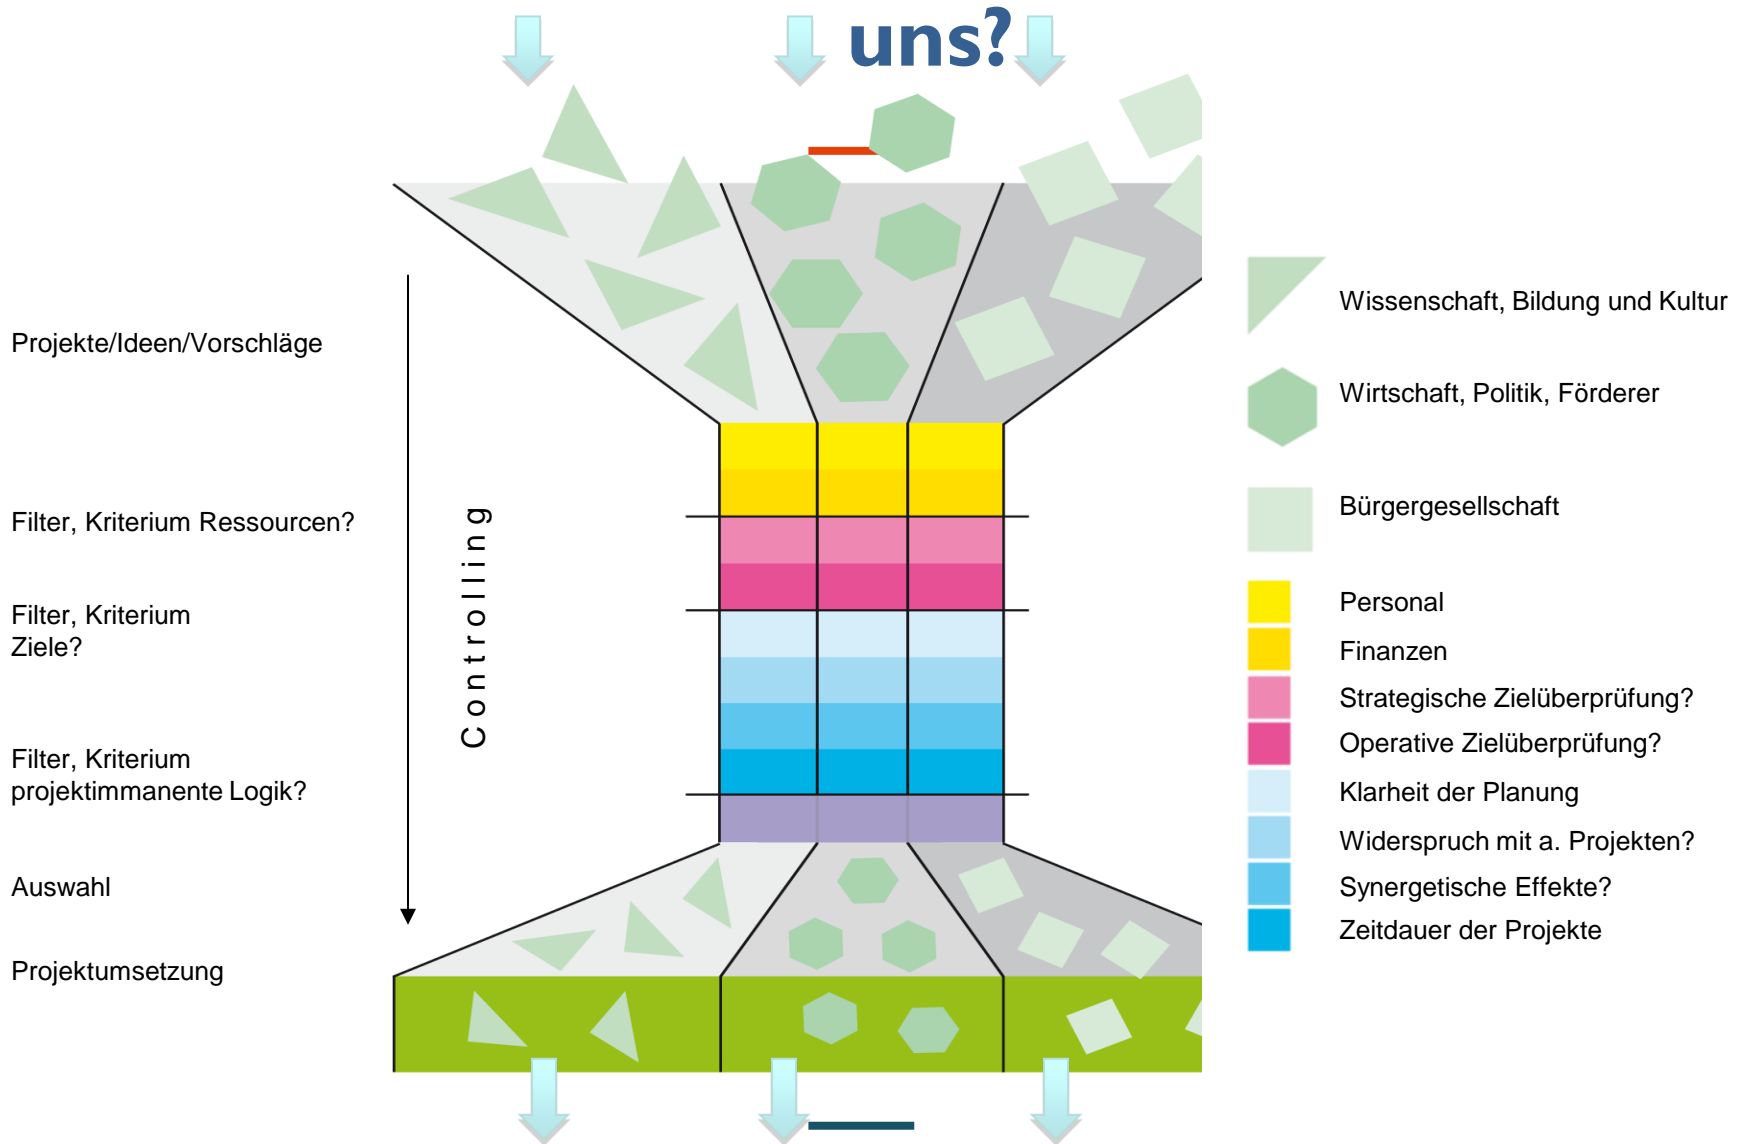 uns?
Projekte/Ideen/Vorschläge
Filter, Kriterium Ressourcen?
Filter, Kriterium
Ziele?
Filter, Kriterium
projektimmanente Logik?
Auswahl
Projektumsetzung
Controlling
Wissenschaft, Bildung und Kultur
Wirtschaft, Politik, Förderer
Bürgergesellschaft
Personal
Finanzen
Strategische Zielüberprüfung?
Operative Zielüberprüfung?
Klarheit der Planung
Widerspruch mit a. Projekten?
Synergetische Effekte?
Zeitdauer der Projekte